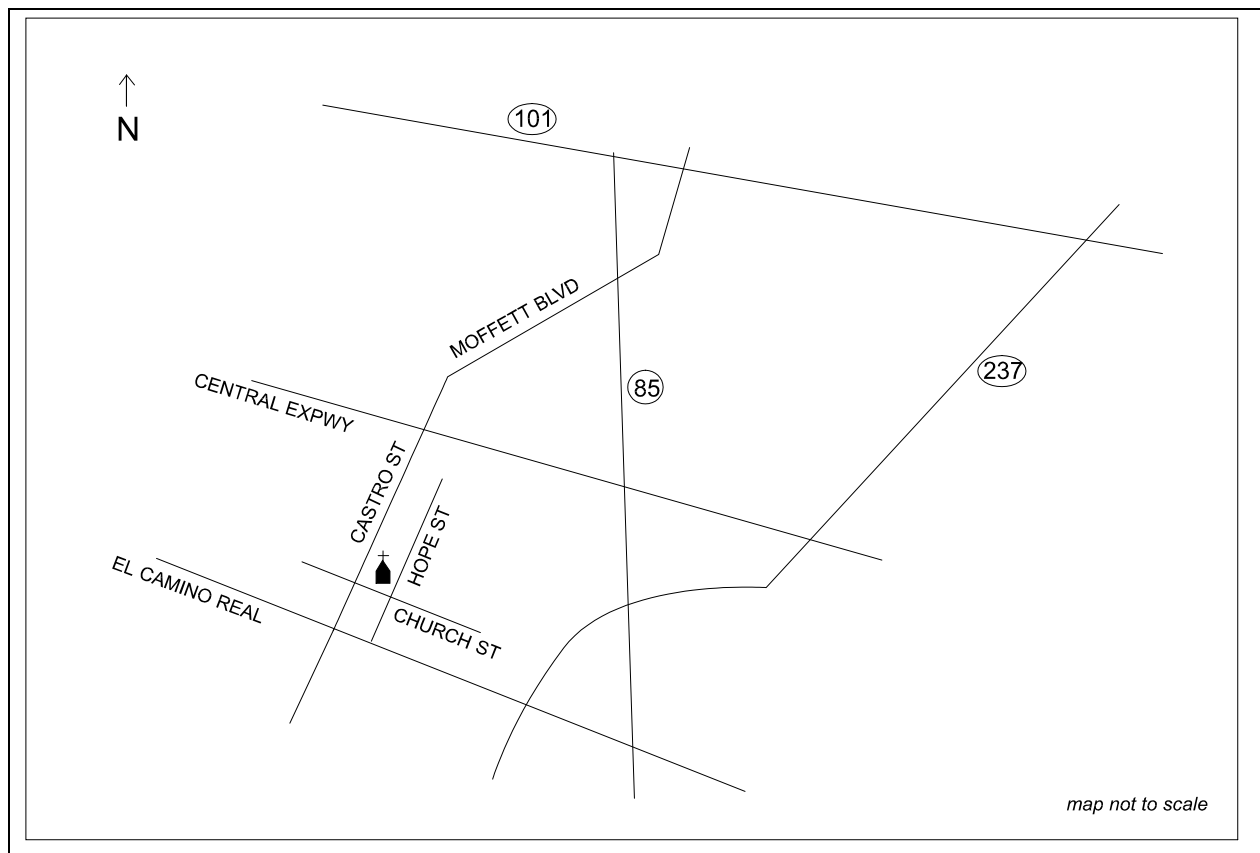 101
N
MOFFETT BLVD
237
CENTRAL EXPWY
85
CASTRO ST
HOPE ST
EL CAMINO REAL
CHURCH ST
map not to scale